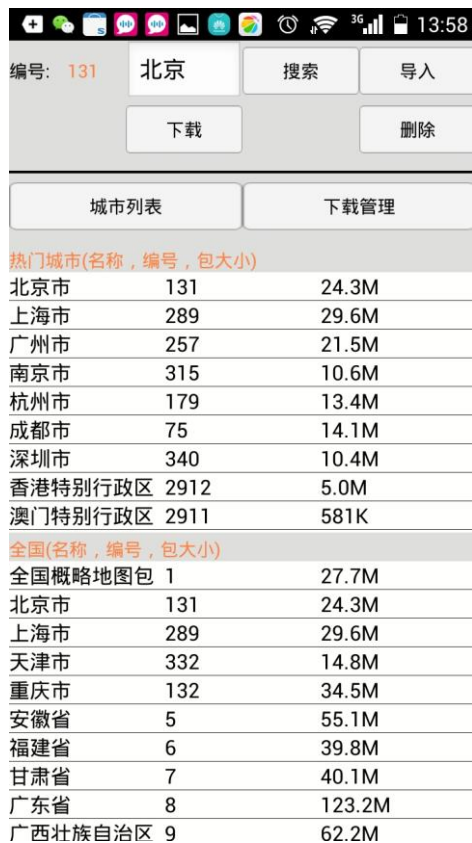 3G 13:58
编号: 131 北京 搜索 导入
下载 删除
城市列表 下载管理
热门城市(名称，编号，包大小)
北京市 131 24.3M
上海市 289 29.6M
广州市 257 21.5M
南京市 315 10.6M
杭州市 179 13.4M
成都市 75 14.1M
深圳市 340 10.4M
香港特别行政区 2912 5.0M
澳门特别行政区 2911 581K
全国(名称，编号，包大小)
全国概略地图包 1 27.7M
北京市 131 24.3M
上海市 289 29.6M
天津市 332 14.8M
重庆市 132 34.5M
安徽省 5 55.1M
福建省 6 39.8M
甘肃省 7 40.1M
广东省 8 123.2M
广西壮族自治区 9 62.2M